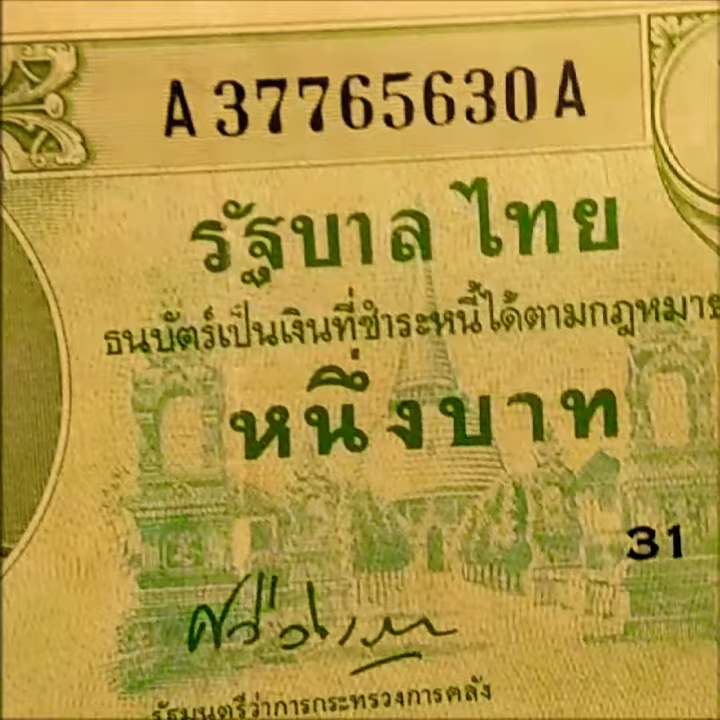 A 37765630 A
รัฐบาล ไทย
ธนบัตร์เป็นเงินที่ชำระหนี้ได้ตามกฎหมาย
หนึ่งบาท
31
รัฐมนตรีว่าการกระทรวงการคลัง